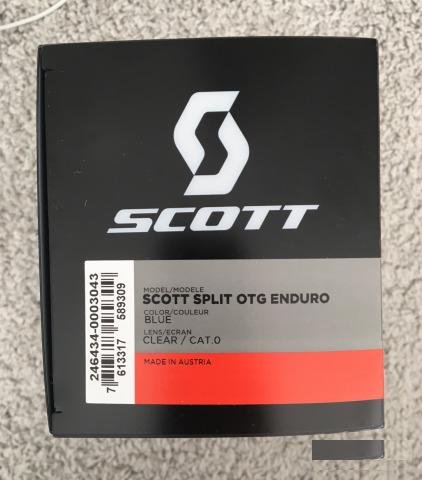 SCOTT
MODEL/MODELE
SCOTT SPLIT OTG ENDURO
COLOR/COULEUR
BLUE
LENS/ECRAN
CLEAR / CAT.0
MADE IN AUSTRIA
246434-0003043
7 613317 589309